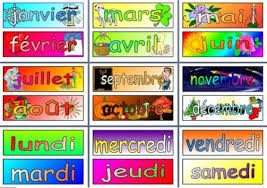 janvier
mars
mai
février
avril
juin
juillet
septembre
novembre
août
octobre
décembre
lundi
mercredi
vendredi
mardi
jeudi
samedi